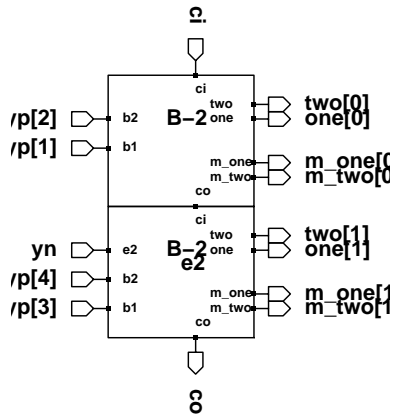 ci
ci
two two[0]
yp[2] b2 B-2 one one[0]
yp[1] b1
m_one m_one[0
m_two m_two[0
co
ci
two two[1]
yn e2 B-2 one one[1]
e2
yp[4] b2
m_one m_one[1
yp[3] b1 m_two m_two[1
co
co